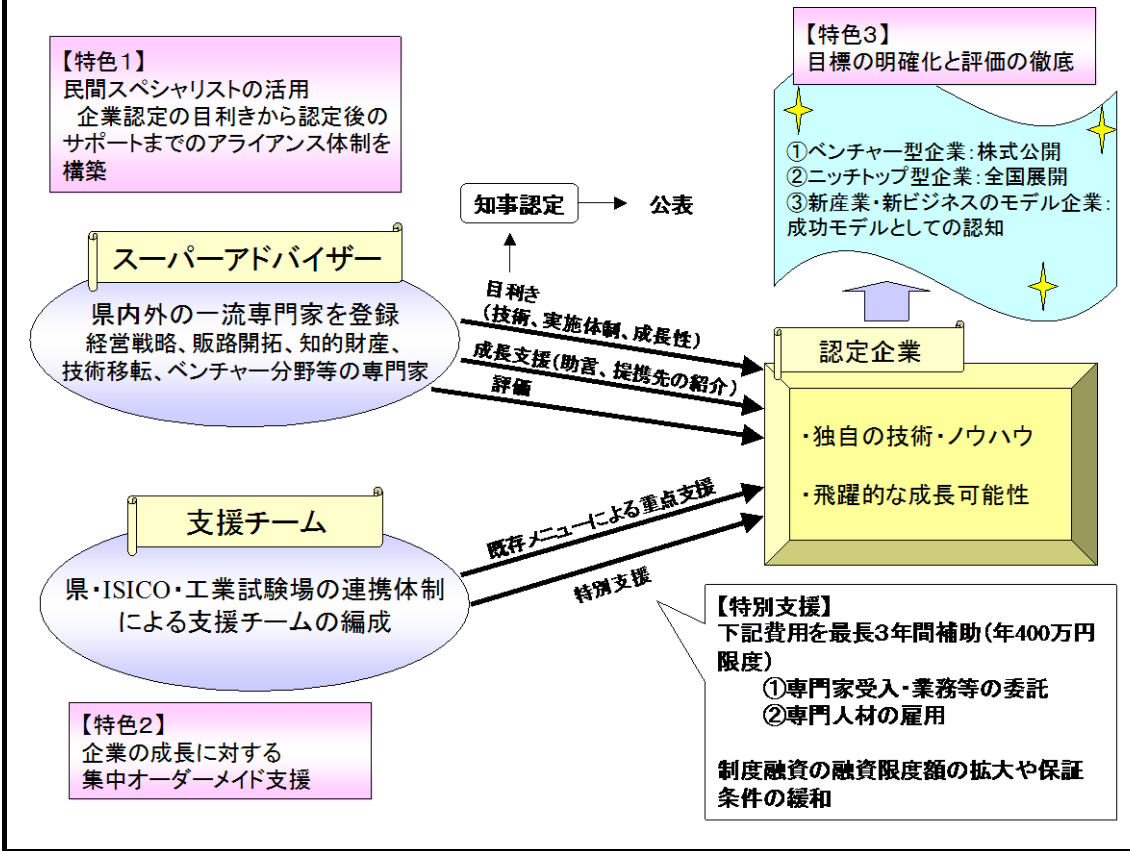 【特色1】
民間スペシャリストの活用
企業認定の目利きから認定後の
サポートまでのアライアンス体制を
構築
【特色3】
目標の明確化と評価の徹底
①ベンチャー型企業:株式公開
②ニッチトップ型企業:全国展開
③新産業・新ビジネスのモデル企業:
成功モデルとしての認知
知事認定
公表
スーパーアドバイザー
県内外の一流専門家を登録
経営戦略、販路開拓、知的財産、
技術移転、ベンチャー分野等の専門家
目利き
(技術、実施体制、成長性)
成長支援(助言、提携先の紹介)
評価
認定企業
・独自の技術・ノウハウ
・飛躍的な成長可能性
支援チーム
県・ISICO・工業試験場の連携体制
による支援チームの編成
既存メニューによる重点支援
特別支援
【特別支援】
下記費用を最長3年間補助(年400万円
限度)
①専門家受入・業務等の委託
②専門人材の雇用
制度融資の融資限度額の拡大や保証
条件の緩和
【特色2】
企業の成長に対する
集中オーダーメイド支援